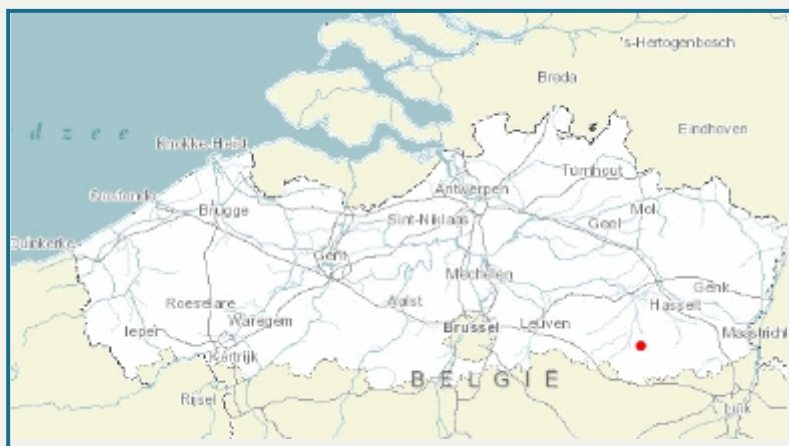 's-Hertogenbosch
Breda
d z e e
Eindhoven
Knokke-Heist
Turnhout
Antwerpen
Oostende
Mol
Brugge
Sint-Niklaas
Geel
Duinkerke
Gent
Mechelen
Genk
Roeselare
Aalst
Hasselt
Ieper
Waregem
Brussel
Leuven
Maastricht
Kortrijk
BELGIË
Rijsel
Luik